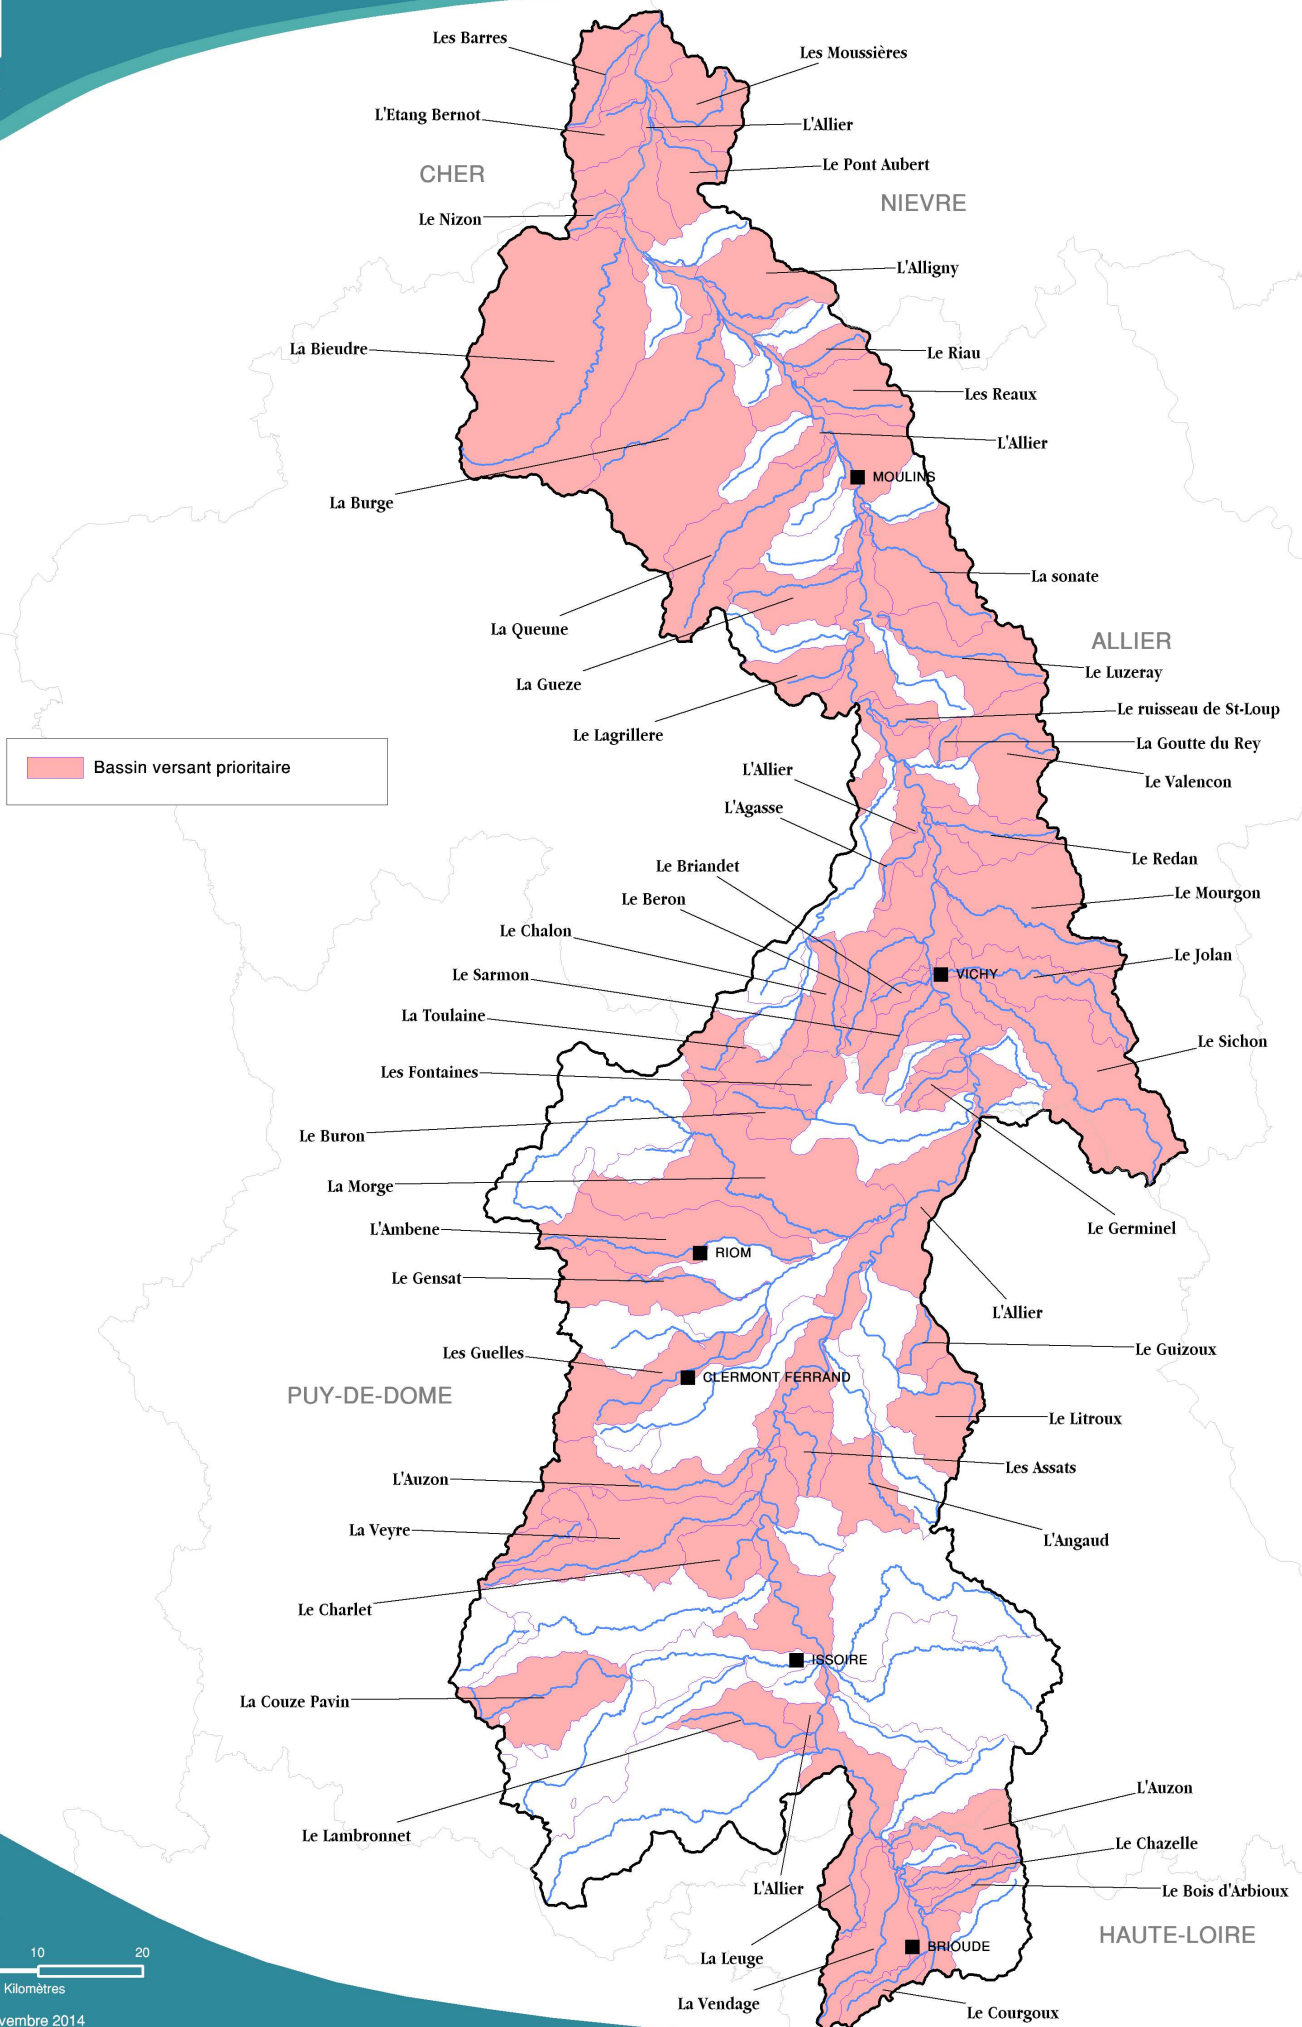 Les Barres
Les Moussières
L'Etang Bernot
L'Allier
Le Pont Aubert
CHER
NIEVRE
Le Nizon
L'Alligny
La Bieudre
Le Riau
Les Reaux
L'Allier
MOULINS
La Burge
La sonate
La Queune
ALLIER
Le Luzeray
La Gueze
Le ruisseau de St-Loup
Le Lagrillere
La Goutte du Rey
Bassin versant prioritaire
L'Allier
Le Valencon
L'Agasse
Le Redan
Le Briandet
Le Mourgon
Le Beron
Le Chalon
Le Jolan
Le Sarmon
VICHY
La Toulaine
Le Sichon
Les Fontaines
Le Buron
La Morge
Le Germinel
L'Ambene
RIOM
Le Gensat
L'Allier
Le Guizoux
Les Guelles
CLERMONT FERRAND
PUY-DE-DOME
Le Litroux
Les Assats
L'Auzon
La Veyre
L'Angaud
Le Charlet
ISSOIRE
La Couze Pavin
L'Auzon
Le Lambronnet
Le Chazelle
L'Allier
Le Bois d'Arbioux
HAUTE-LOIRE
BRIOUDE
La Leuge
10 20
Kilomètres
La Vendage
Le Courgoux
vembre 2014